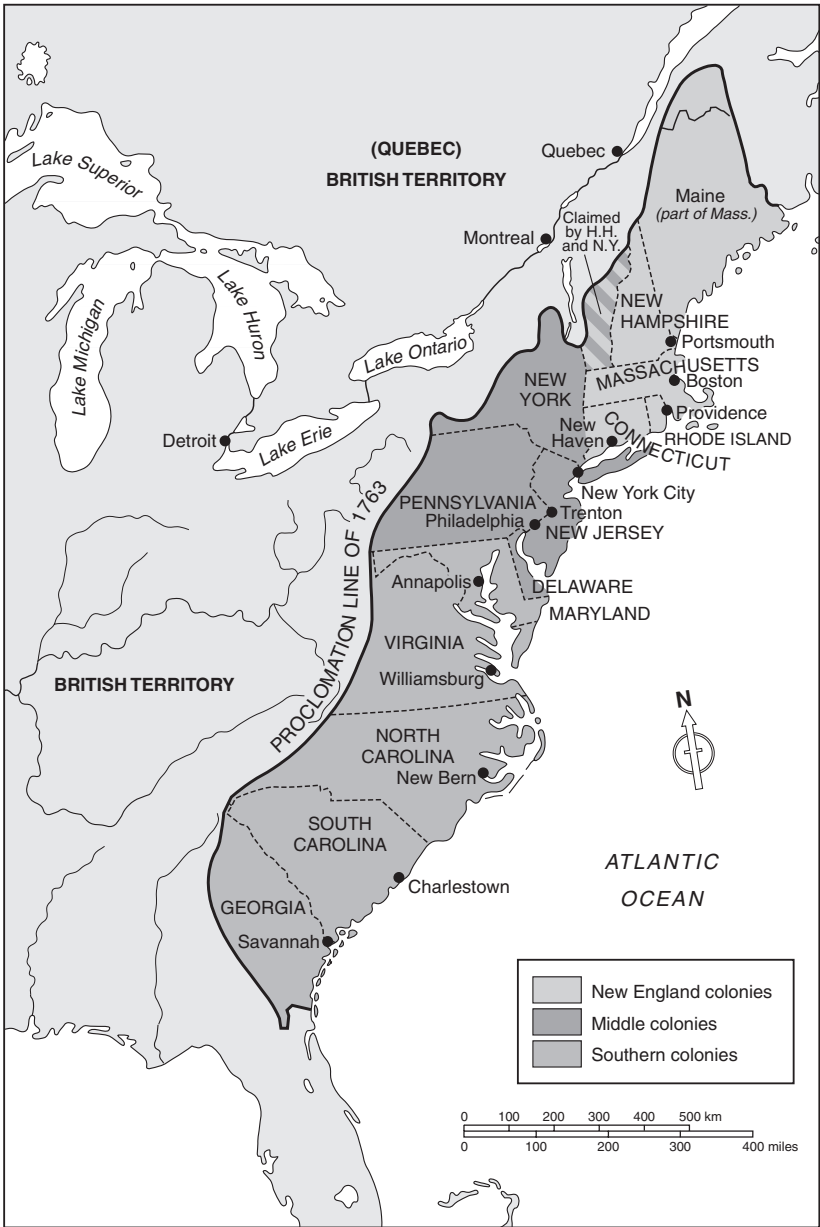 Lake Superior
(QUEBEC)
BRITISH TERRITORY
Quebec
Maine
(part of Mass.)
Claimed
by H.H.
and N.Y.
Montreal
Lake Michigan
Lake Huron
NEW
HAMPSHIRE
Portsmouth
Lake Ontario
MASSACHUSETTS
Boston
NEW
YORK
Providence
Detroit
Lake Erie
New
Haven
CONNECTICUT
RHODE ISLAND
New York City
PENNSYLVANIA
Trenton
Philadelphia
NEW JERSEY
PROCLOMATION LINE OF 1763
Annapolis
DELAWARE
MARYLAND
VIRGINIA
BRITISH TERRITORY
Williamsburg
N
NORTH
CAROLINA
New Bern
SOUTH
CAROLINA
ATLANTIC
OCEAN
Charlestown
GEORGIA
Savannah
New England colonies
Middle colonies
Southern colonies
0 100 200 300 400 500 km
0 100 200 300 400 miles